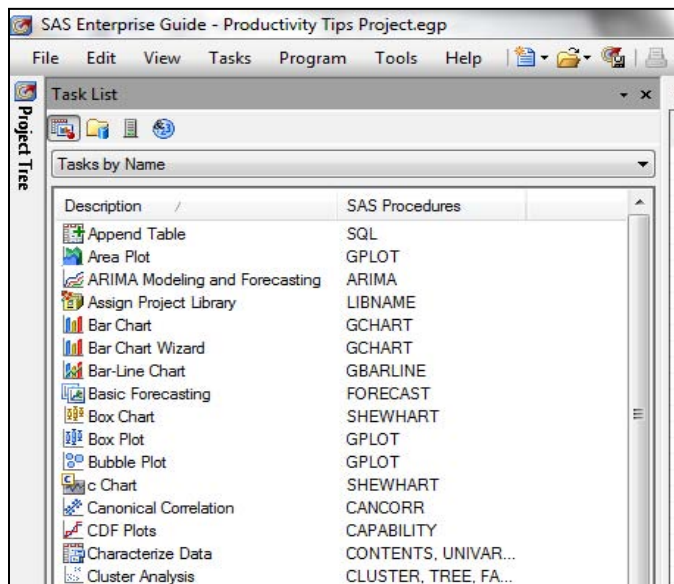 SAS Enterprise Guide - Productivity Tips Project.egp
File Edit View Tasks Program Tools Help
Project Tree
Task List
Tasks by Name
Description SAS Procedures
Append Table SQL
Area Plot GPLOT
ARIMA Modeling and Forecasting ARIMA
Assign Project Library LIBNAME
Bar Chart GCHART
Bar Chart Wizard GCHART
Bar-Line Chart GBARLINE
Basic Forecasting FORECAST
Box Chart SHEWHART
Box Plot GPLOT
Bubble Plot GPLOT
c Chart SHEWHART
Canonical Correlation CANCORR
CDF Plots CAPABILITY
Characterize Data CONTENTS, UNIVAR...
Cluster Analysis CLUSTER, TREE, FA...